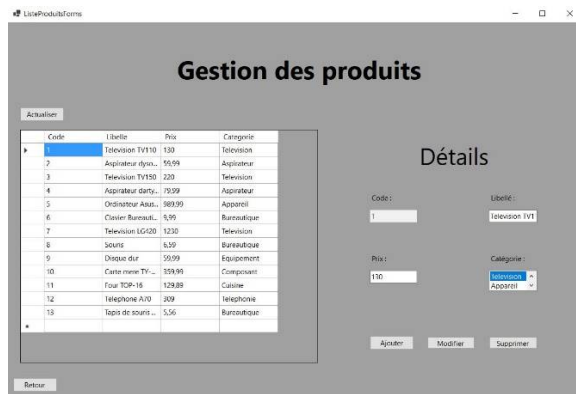 ListeProduitsForms
Gestion des produits
Actualiser
Code Libelle Prix Categorie
1 Television TV110 130 Television
2 Aspirateur dyso... 59,99 Aspirateur
3 Television TV150 220 Television
4 Aspirateur darty... 79,99 Aspirateur
5 Ordinateur Asus... 989,99 Appareil
6 Clavier Bureauti... 9,99 Bureautique
7 Television LG420 1230 Television
8 Souris 6,59 Bureautique
9 Disque dur 59,99 Equipement
10 Carte mere TY-... 359,99 Composant
11 Four TOP-16 129,89 Cuisine
12 Telephone A70 309 Telephonie
13 Tapis de souris ... 5,56 Bureautique
Détails
Code : Libellé :
1 Television TV1
Prix : Catégorie :
130 Television
Appareil
Ajouter Modifier Supprimer
Retour